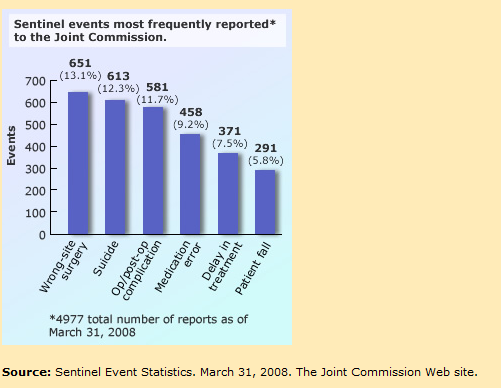 Sentinel events most frequently reported*
to the Joint Commission.
651
(13.1%)
613
(12.3%)
581
(11.7%)
458
(9.2%)
371
(7.5%)
291
(5.8%)
Events
700
600
500
400
300
200
100
0
Wrong-site
surgery
Suicide
Op/post-op
complication
Medication
error
Delay in
treatment
Patient fall
*4977 total number of reports as of
March 31, 2008
Source: Sentinel Event Statistics. March 31, 2008. The Joint Commission Web site.